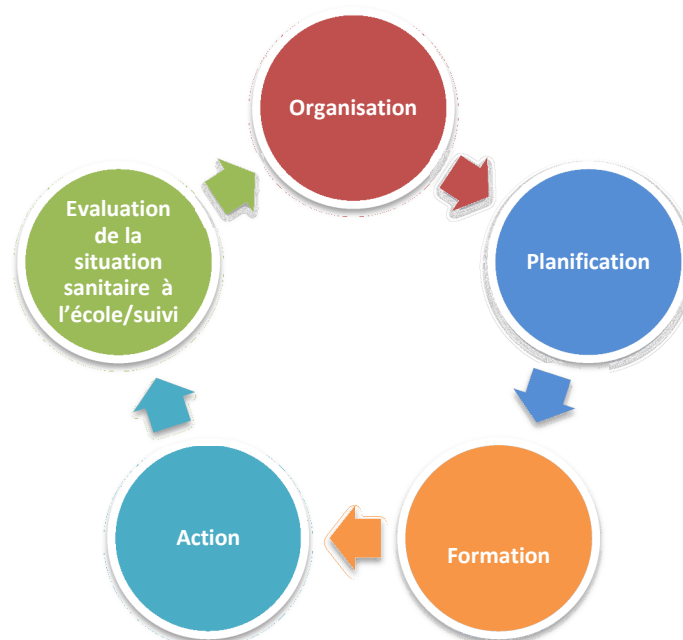 Organisation
Planification
Formation
Action
Evaluation
de la
situation
sanitaire à
l'école/suivi